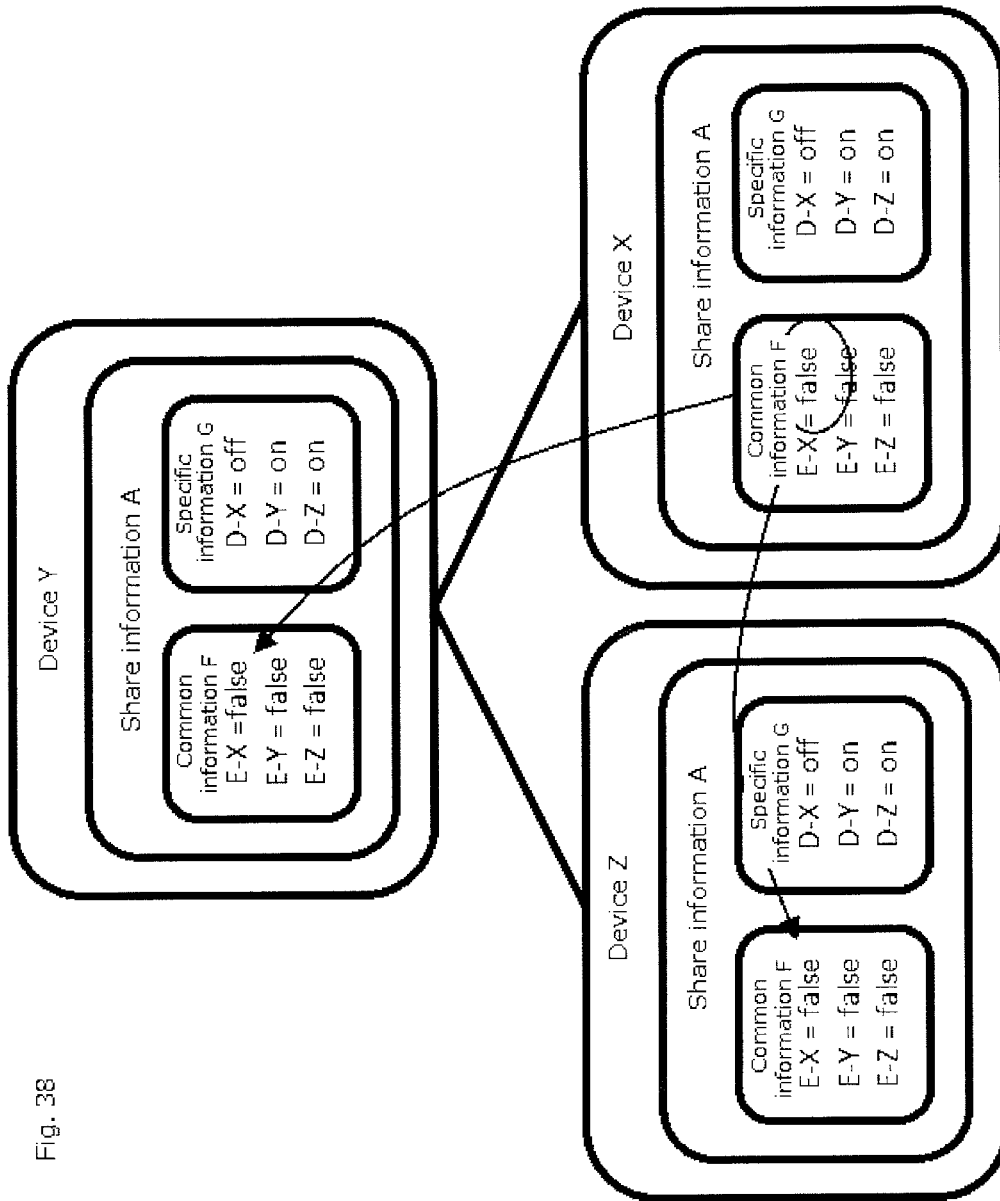 Fig. 38
Device Y
Share information A
Common
information F
E-X =false
E-Y = false
E-Z = false
Specific
information G
D-X = off
D-Y = on
D-Z = on
Device Z
Share information A
Common
information F
E-X = false
E-Y = false
E-Z = false
Specific
information G
D-X = off
D-Y = on
D-Z = on
Device X
Share information A
Common
information F
E-X = false
E-Y = false
E-Z = false
Specific
information G
D-X = off
D-Y = on
D-Z = on